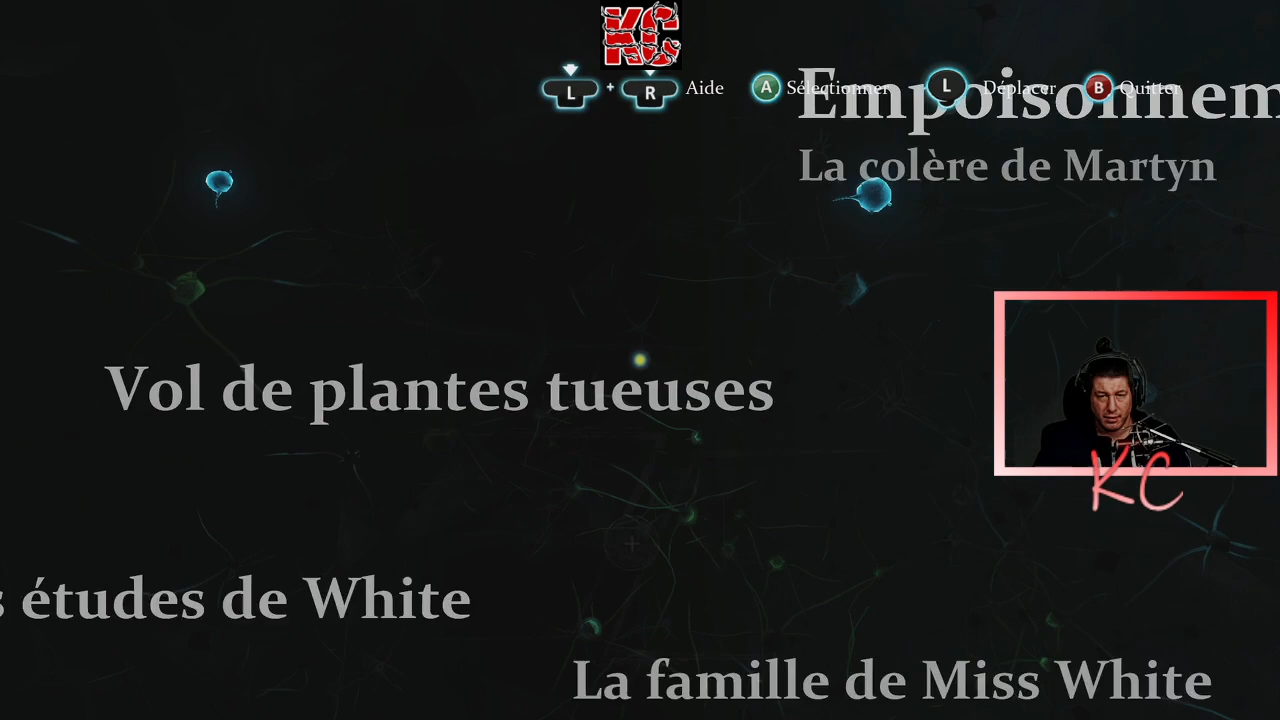 KC
L + R Aide A Sélectionner L Déplacer B Quitter
Empoisonnem
La colère de Martyn
Vol de plantes tueuses
KC
s études de White
La famille de Miss White